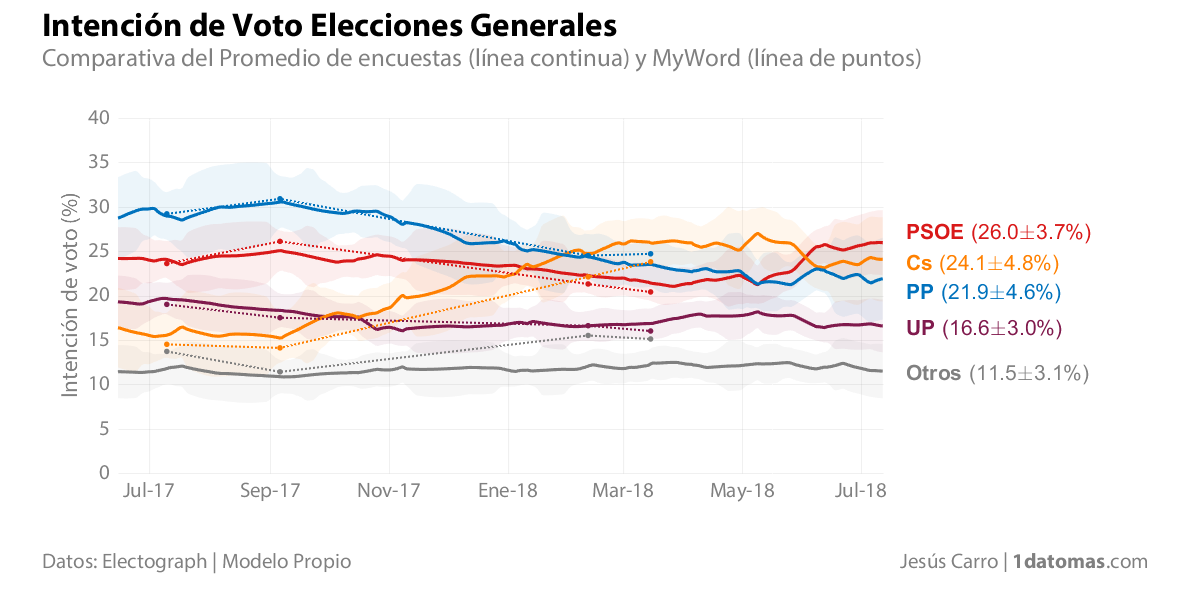 Intención de Voto Elecciones Generales
Comparativa del Promedio de encuestas (línea continua) y MyWord (línea de puntos)
Intención de voto (%)
40
35
30
25
20
15
10
5
0
Jul-17 Sep-17 Nov-17 Ene-18 Mar-18 May-18 Jul-18
PSOE (26.0±3.7%)
Cs (24.1±4.8%)
PP (21.9±4.6%)
UP (16.6±3.0%)
Otros (11.5±3.1%)
Datos: Electograph | Modelo Propio
Jesús Carro | 1datomas.com